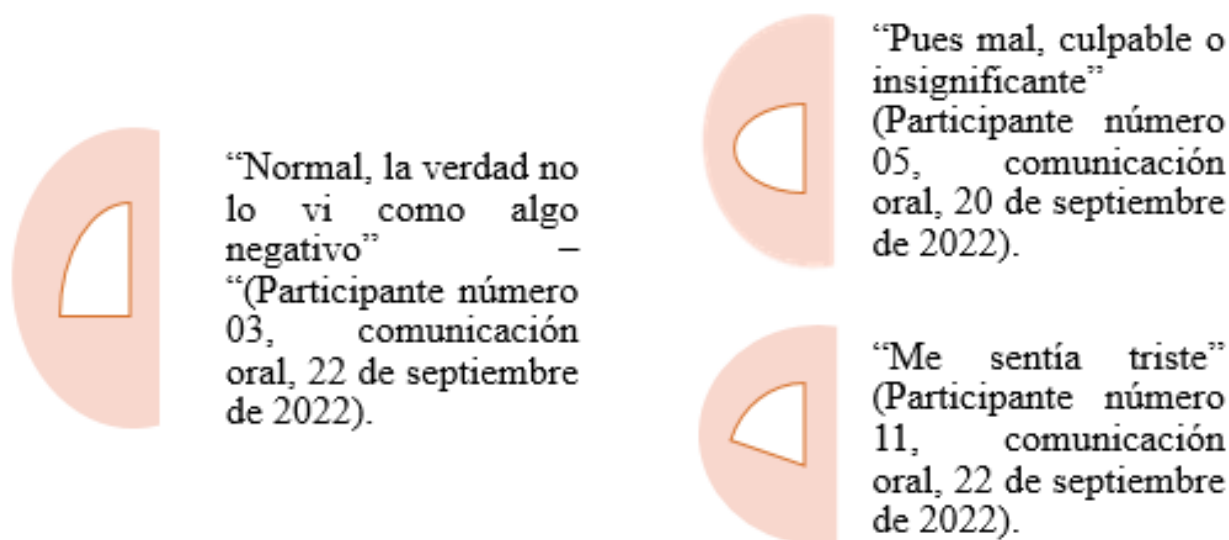 “Normal, la verdad no
lo vi como algo
negativo” –
“(Participante número
03, comunicación
oral, 22 de septiembre
de 2022).
“Pues mal, culpable o
insignificante”
(Participante número
05, comunicación
oral, 20 de septiembre
de 2022).
“Me sentía triste”
(Participante número
11, comunicación
oral, 22 de septiembre
de 2022).